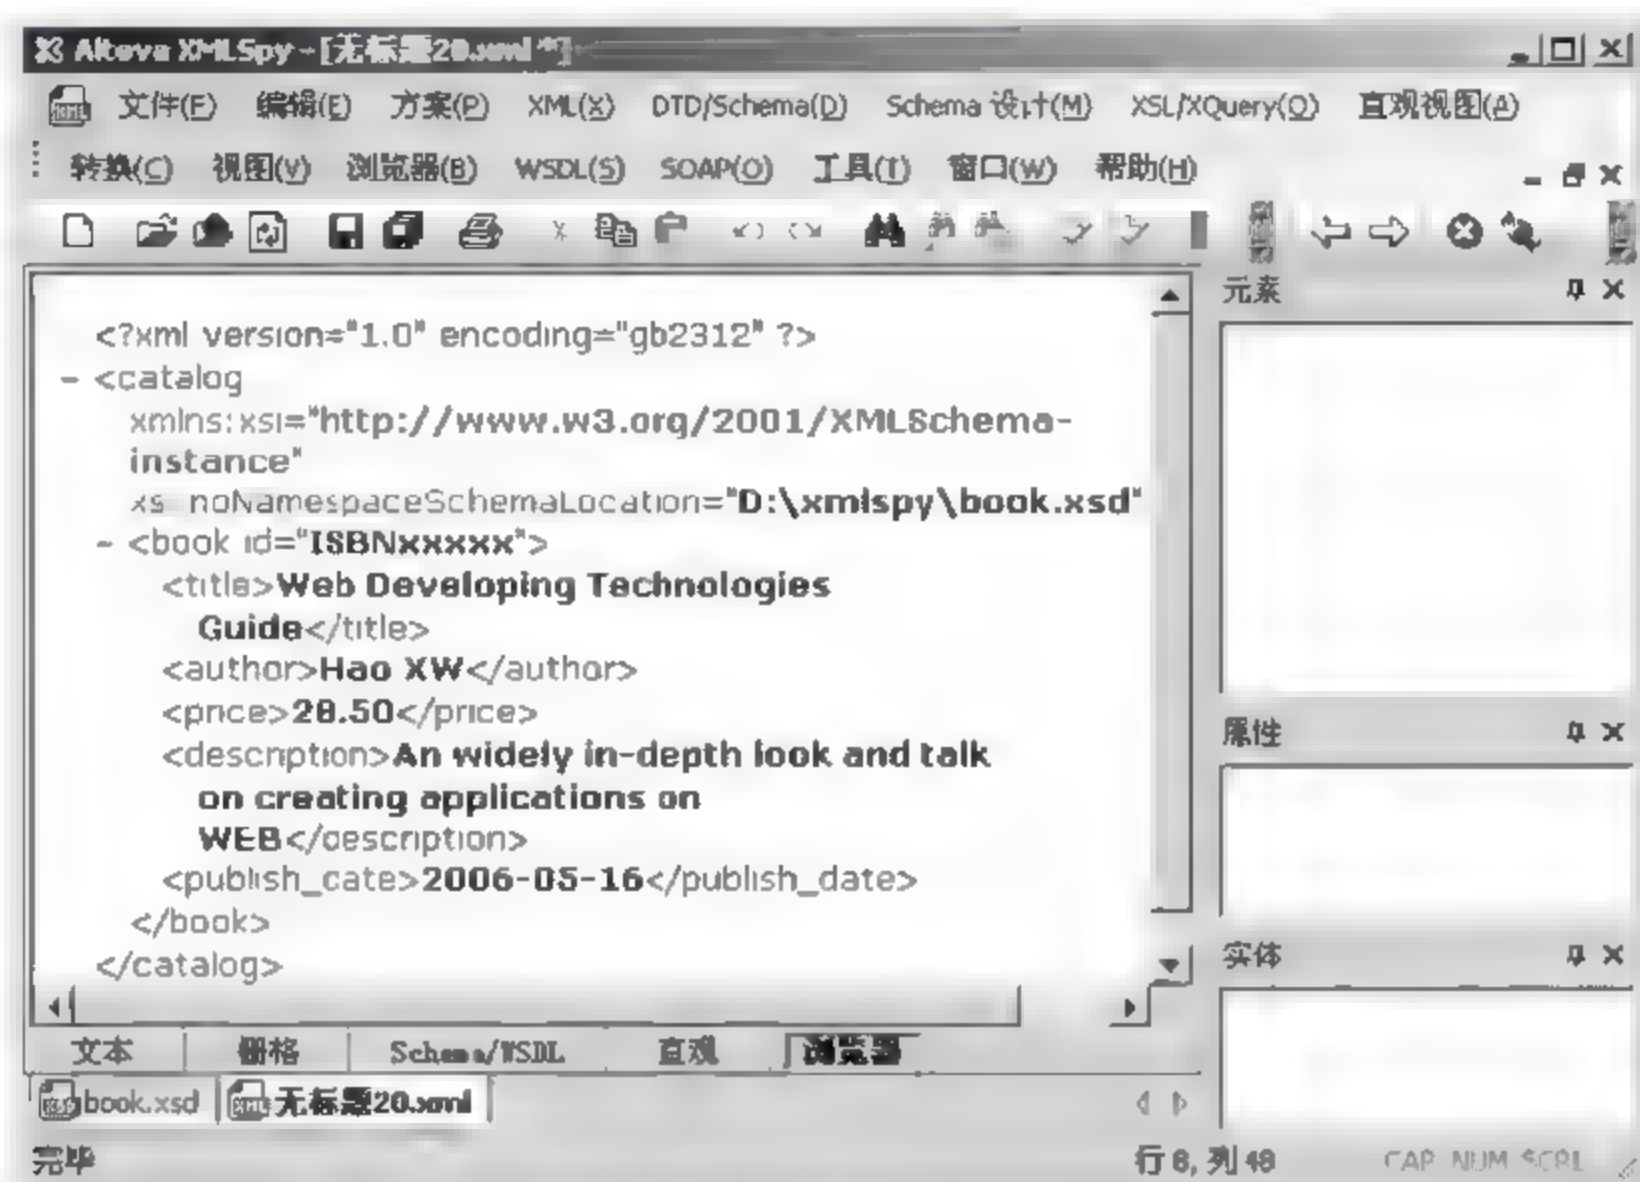 Altova XMLSpy - [无标题20.xml *]
文件(F) 编辑(E) 方案(P) XML(X) DTD/Schema(D) Schema 设计(M) XSL/XQuery(Q) 直观视图(A)
转换(C) 视图(V) 浏览器(B) WSDL(S) SOAP(O) 工具(T) 窗口(W) 帮助(H)
元素
<?xml version="1.0" encoding="gb2312" ?>
- <catalog
xmlns:xsi="http://www.w3.org/2001/XMLSchema-
instance"
xsi:noNamespaceSchemaLocation="D:\xmlspy\book.xsd"
- <book id="ISBNxxxxx">
<title>Web Developing Technologies
Guide</title>
<author>Hao XW</author>
<price>28.50</price>
<description>An widely in-depth look and talk
on creating applications on
WEB</description>
<publish_date>2006-05-16</publish_date>
</book>
</catalog>
属性
实体
文本 栅格 Schema/WSDL 直观 浏览器
book.xsd 无标题20.xml
完毕 行 6, 列 48 CAP NUM SCRL